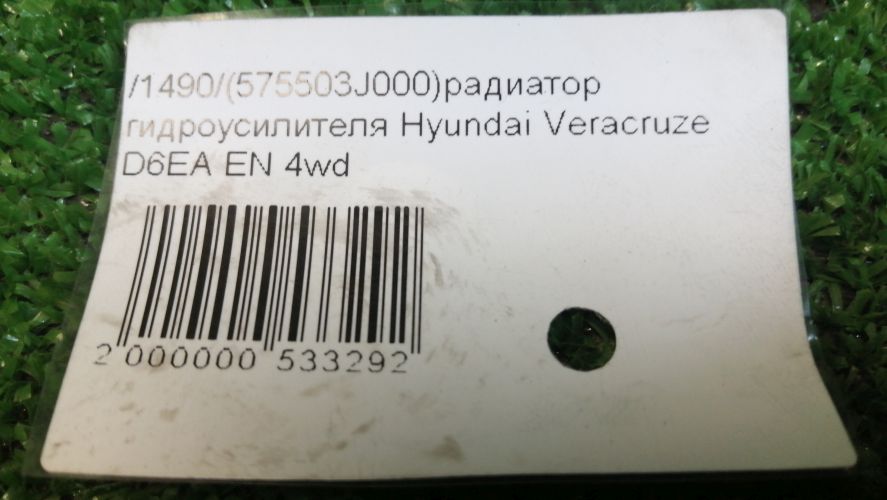 /1490/(575503J000)радиатор
гидроусилителя Hyundai Veracruze
D6EA EN 4wd
2 000000 533292